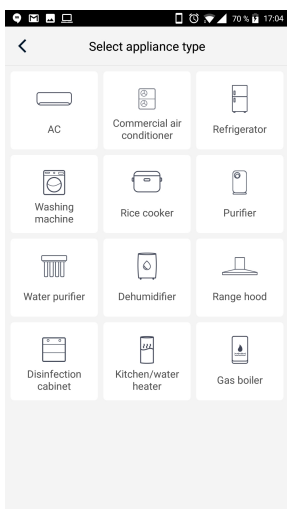 70 % 17:04
Select appliance type
AC
Commercial air
conditioner
Refrigerator
Washing
machine
Rice cooker
Purifier
Water purifier
Dehumidifier
Range hood
Disinfection
cabinet
Kitchen/water
heater
Gas boiler